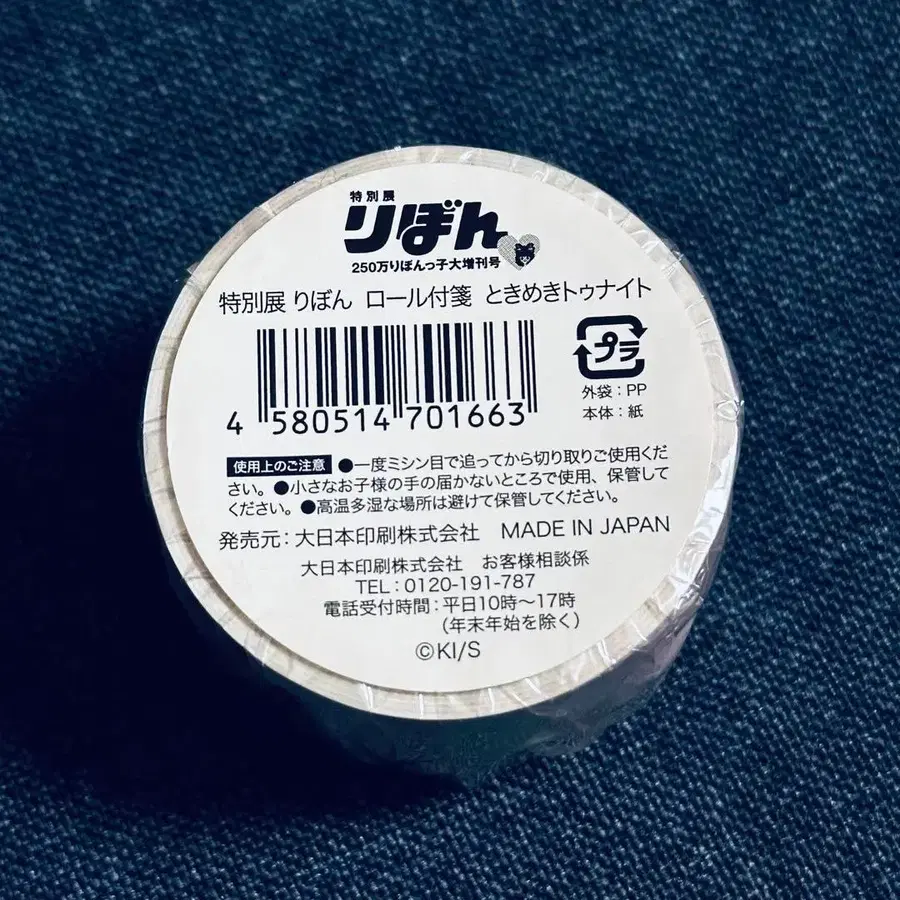 特別展
りぼん
250万りぼんっ子大増刊号
特別展 りぼん ロール付箋 ときめきトゥナイト
プラ
外袋：PP
本体：紙
4 580514 701663
使用上のご注意 ●一度ミシン目で追ってから切り取りご使用くだ
さい。●小さなお子様の手の届かないところで使用、保管して
ください。●高温多湿な場所は避けて保管してください。
発売元：大日本印刷株式会社 MADE IN JAPAN
大日本印刷株式会社 お客様相談係
TEL：0120-191-787
電話受付時間：平日10時～17時
（年末年始を除く）
©KI/S